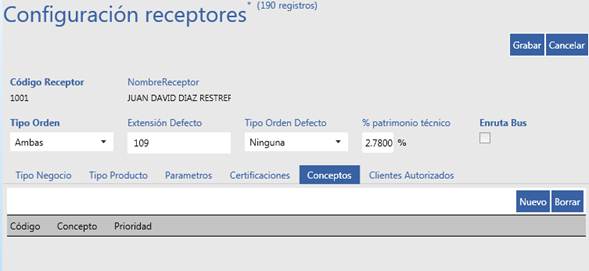 Configuración receptores* (190 registros)
Grabar Cancelar
Código Receptor NombreReceptor
1001 JUAN DAVID DIAZ RESTREF
Tipo Orden Extensión Defecto Tipo Orden Defecto % patrimonio técnico Enruta Bus
Ambas 109 Ninguna 2.7800 %
Tipo Negocio Tipo Producto Parametros Certificaciones Conceptos Clientes Autorizados
Nuevo Borrar
Código Concepto Prioridad